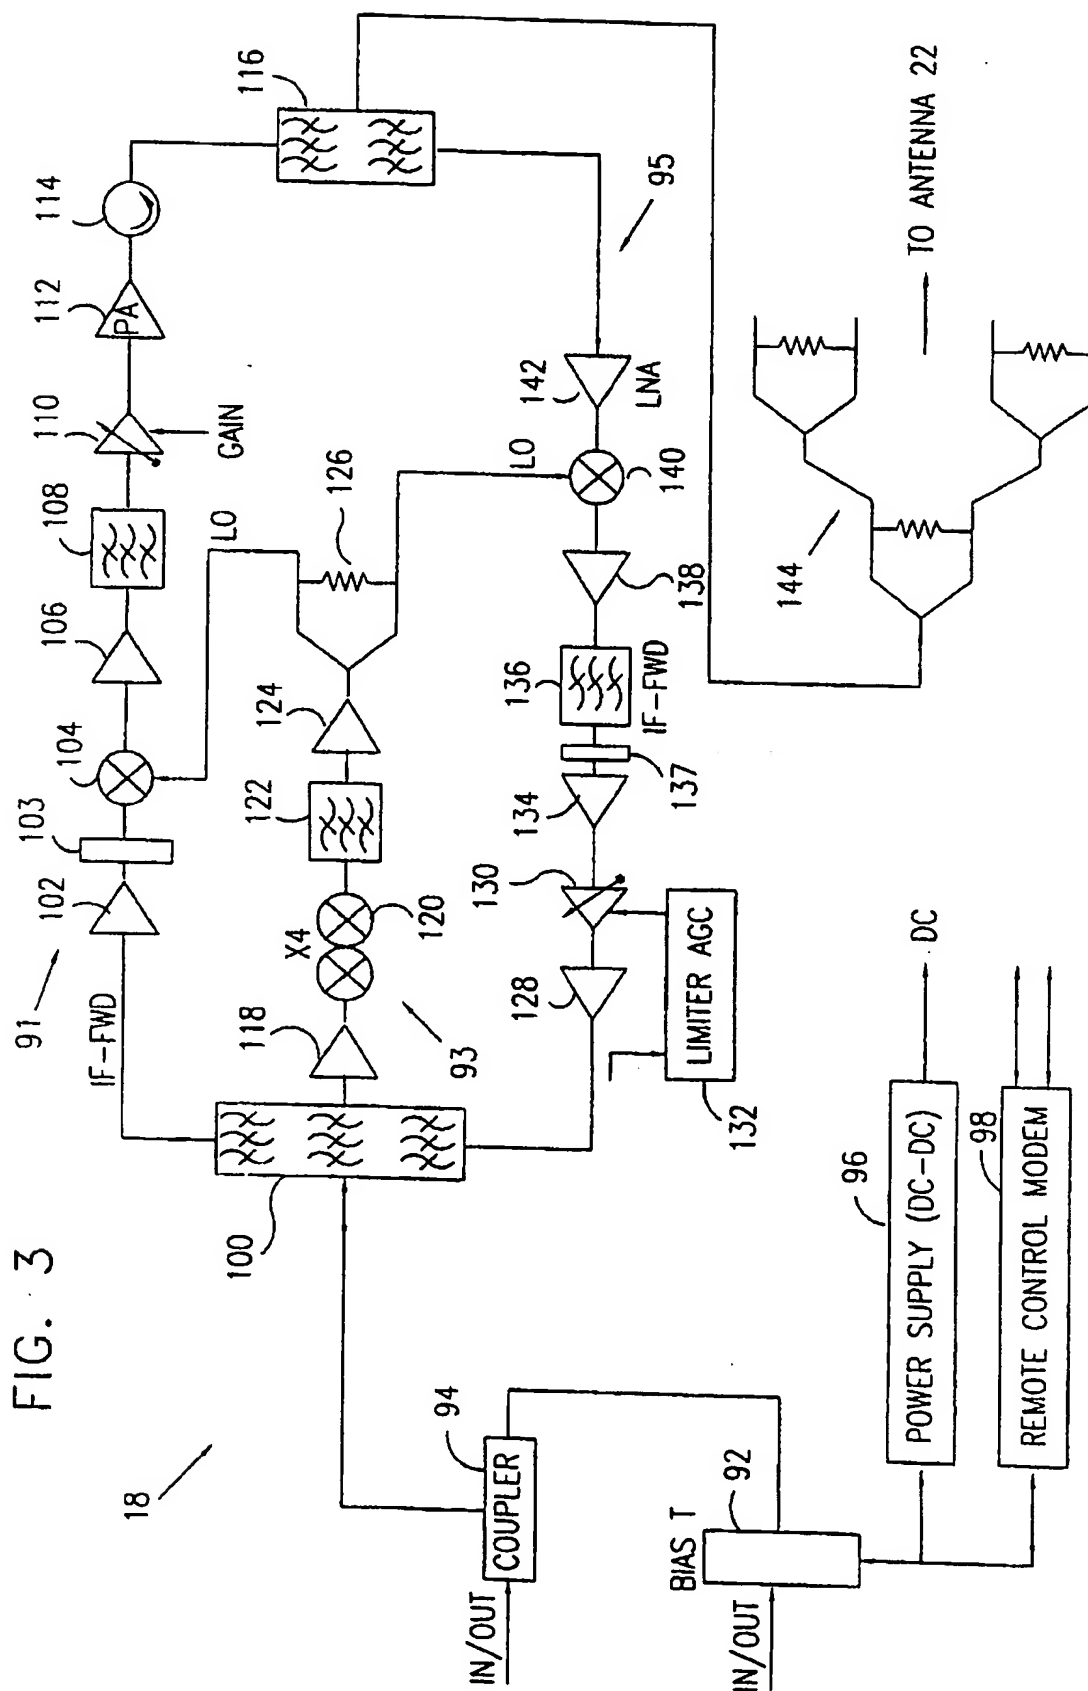 FIG. 3
18
91
IF-FWD
102
103
104
106
108
110
GAIN
112
PA
114
116
LO
100
118
X4
120
93
122
124
126
LO
95
128
130
134
137
136
IF-FWD
138
140
142
LNA
LIMITER AGC
132
144
TO ANTENNA 22
IN/OUT
COUPLER
94
IN/OUT
BIAS T
92
POWER SUPPLY (DC-DC)
96
DC
REMOTE CONTROL MODEM
98